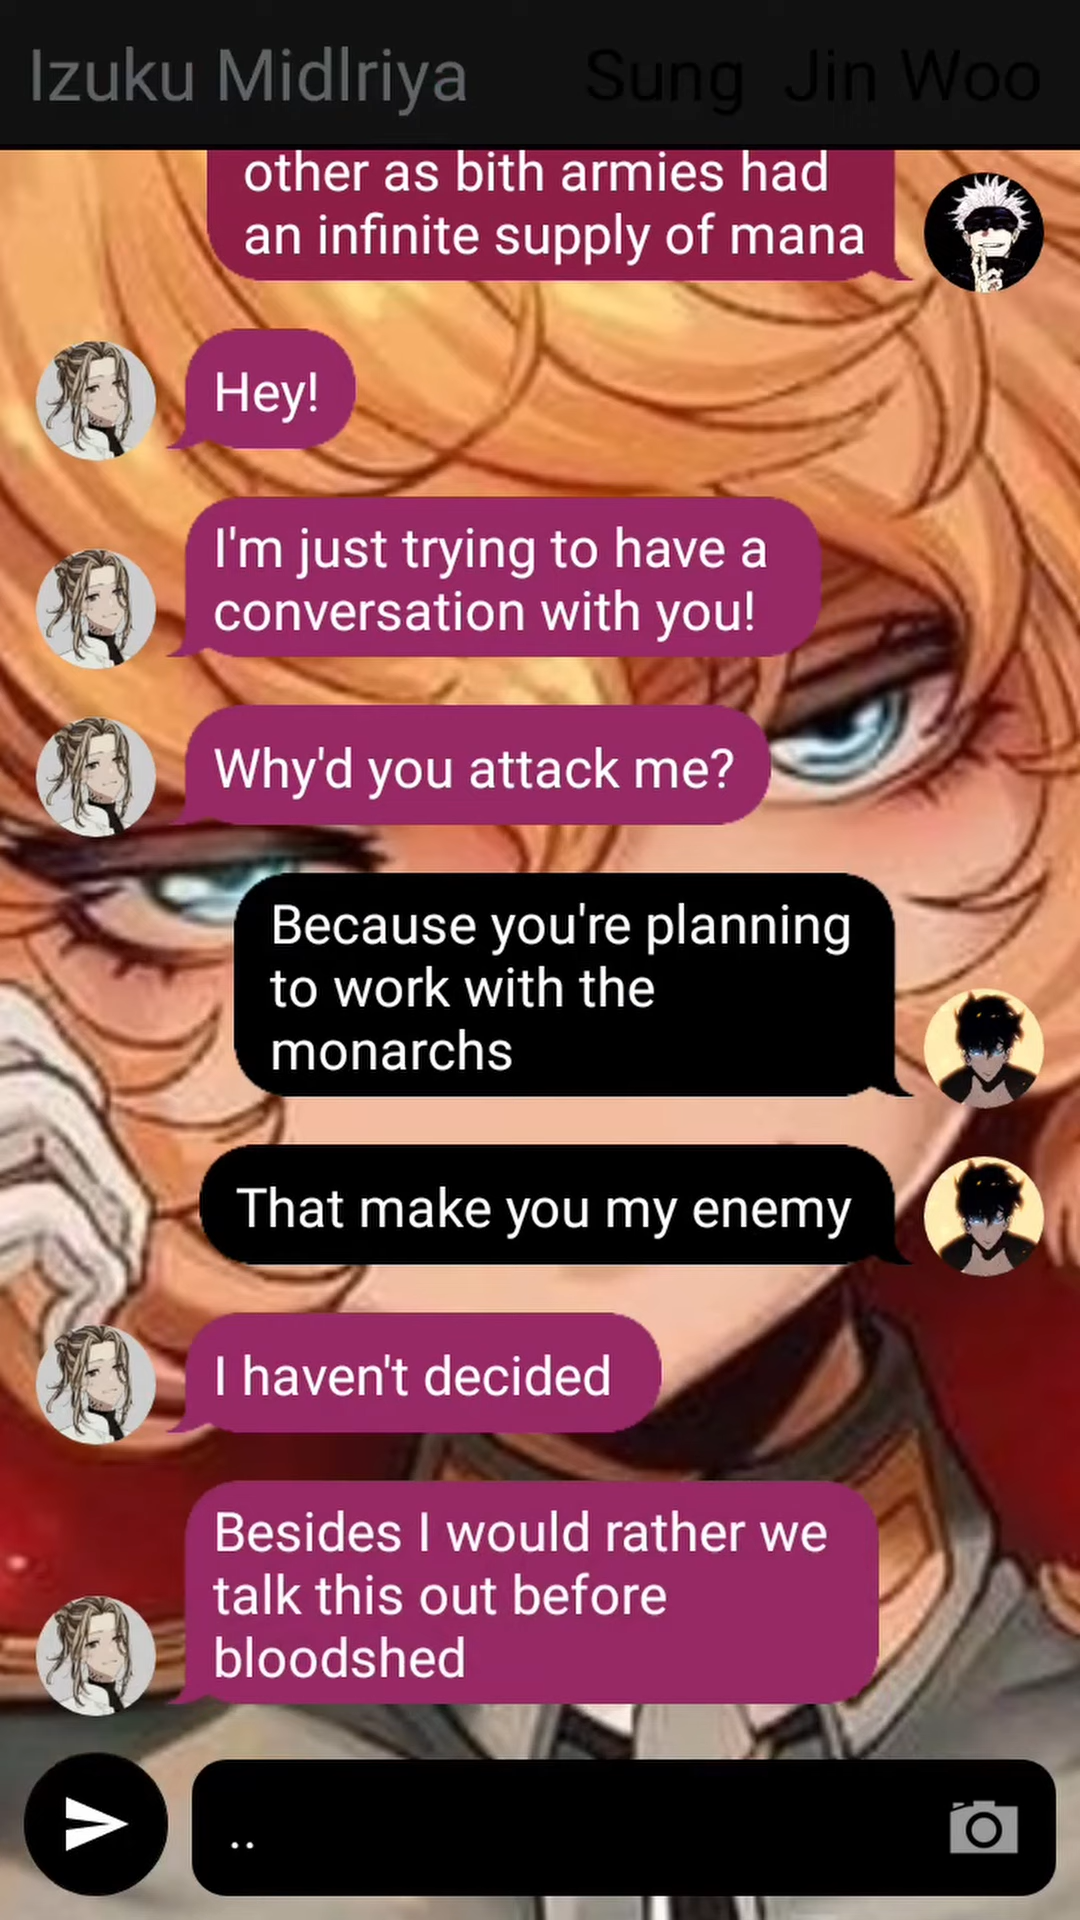 Izuku Midlriya Sung Jin Woo
other as bith armies had
an infinite supply of mana
Hey!
I'm just trying to have a
conversation with you!
Why'd you attack me?
Because you're planning
to work with the
monarchs
That make you my enemy
I haven't decided
Besides I would rather we
talk this out before
bloodshed
..